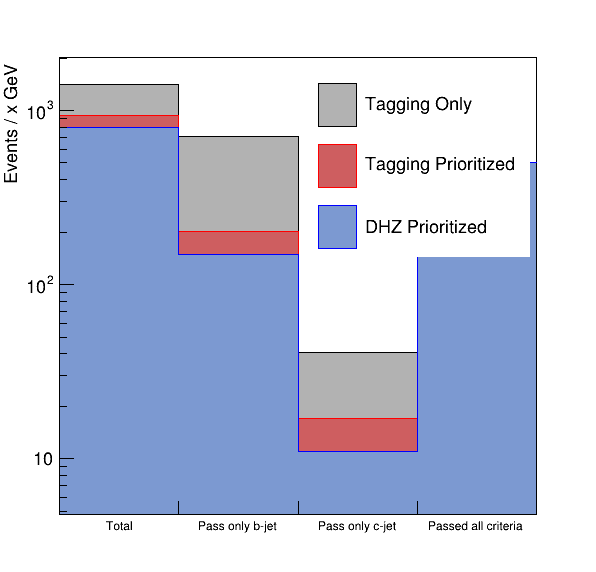 Events / x GeV
10³
10²
10
Tagging Only
Tagging Prioritized
DHZ Prioritized
Total
Pass only b-jet
Pass only c-jet
Passed all criteria